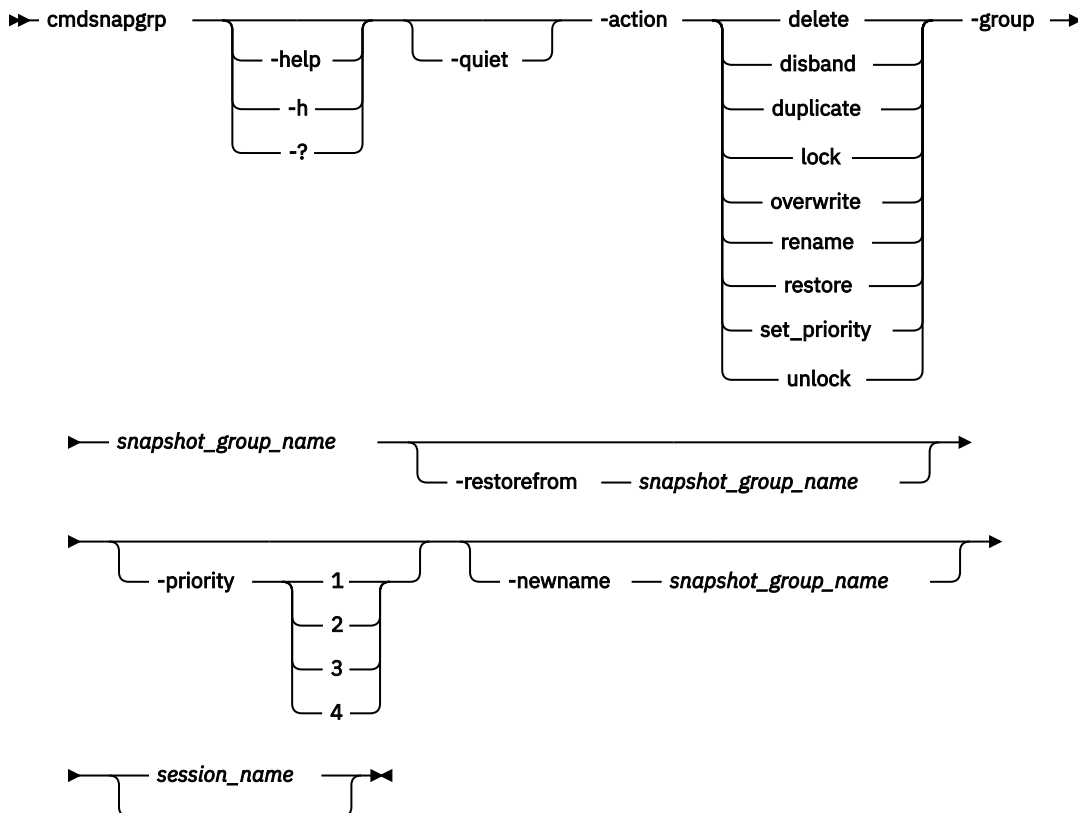 cmdsnapgrp
-help
-h
-?
-quiet
-action
delete
disband
duplicate
lock
overwrite
rename
restore
set_priority
unlock
-group
snapshot_group_name
-restorefrom snapshot_group_name
-priority
1
2
3
4
-newname snapshot_group_name
session_name